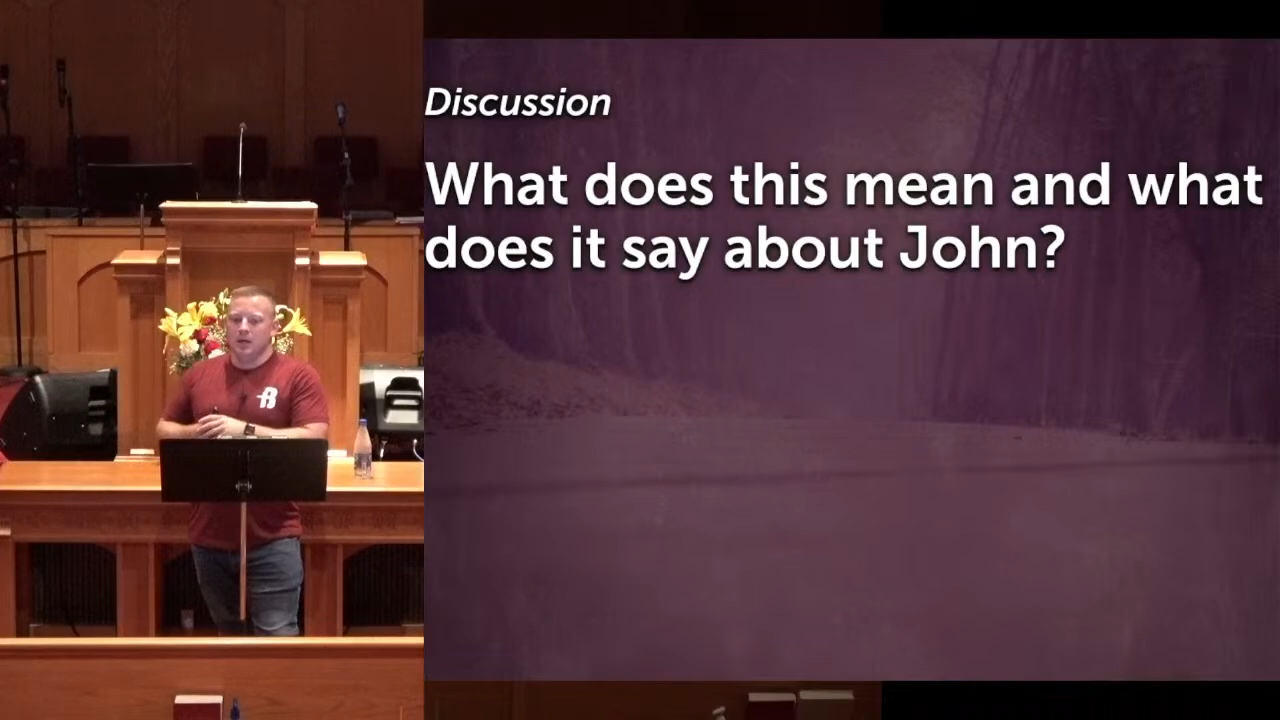 Discussion
What does this mean and what
does it say about John?